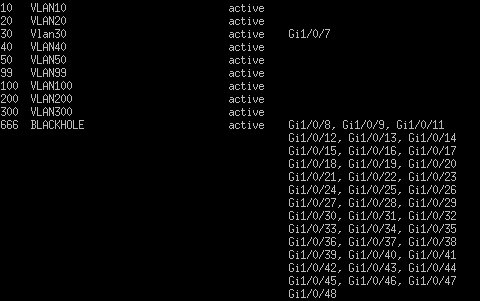 10 VLAN10 active
20 VLAN20 active
30 Vlan30 active Gi1/0/7
40 VLAN40 active
50 VLAN50 active
99 VLAN99 active
100 VLAN100 active
200 VLAN200 active
300 VLAN300 active
666 BLACKHOLE active Gi1/0/8, Gi1/0/9, Gi1/0/11
Gi1/0/12, Gi1/0/13, Gi1/0/14
Gi1/0/15, Gi1/0/16, Gi1/0/17
Gi1/0/18, Gi1/0/19, Gi1/0/20
Gi1/0/21, Gi1/0/22, Gi1/0/23
Gi1/0/24, Gi1/0/25, Gi1/0/26
Gi1/0/27, Gi1/0/28, Gi1/0/29
Gi1/0/30, Gi1/0/31, Gi1/0/32
Gi1/0/33, Gi1/0/34, Gi1/0/35
Gi1/0/36, Gi1/0/37, Gi1/0/38
Gi1/0/39, Gi1/0/40, Gi1/0/41
Gi1/0/42, Gi1/0/43, Gi1/0/44
Gi1/0/45, Gi1/0/46, Gi1/0/47
Gi1/0/48